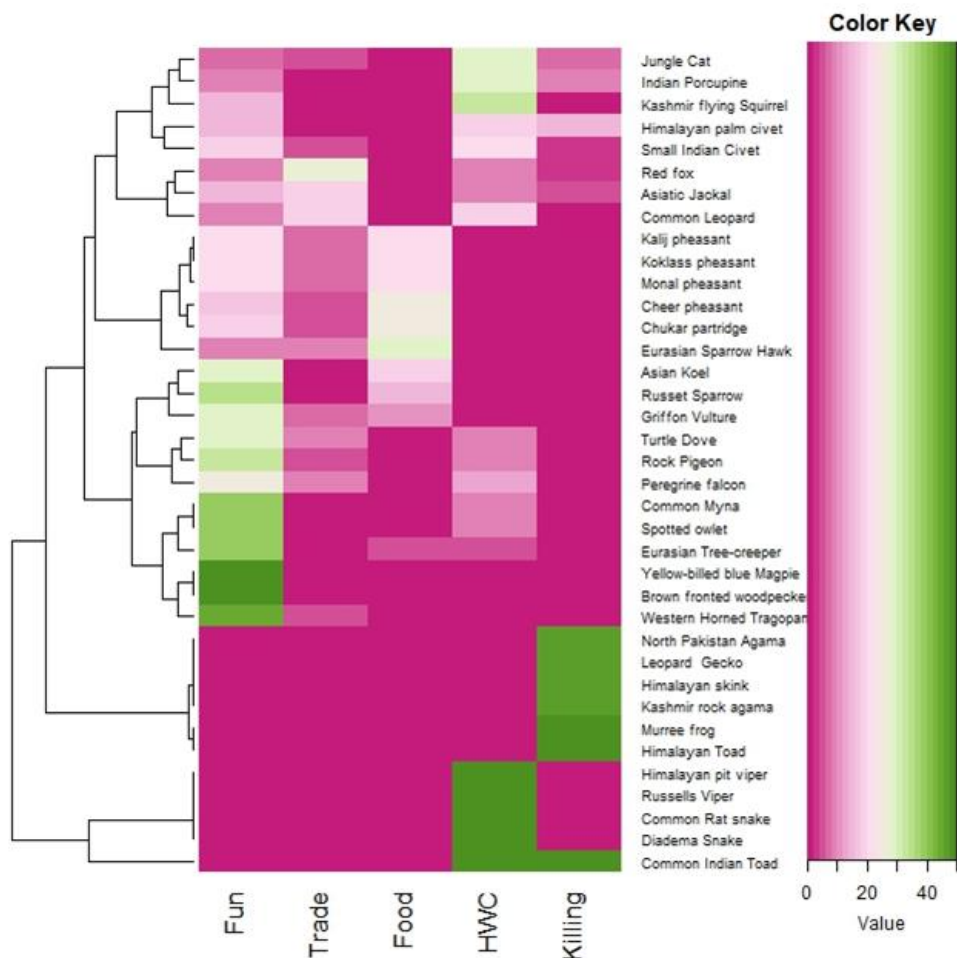 Color Key
Jungle Cat
Indian Porcupine
Kashmir flying Squirrel
Himalayan palm civet
Small Indian Civet
Red fox
Asiatic Jackal
Common Leopard
Kalij pheasant
Koklass pheasant
Monal pheasant
Cheer pheasant
Chukar partridge
Eurasian Sparrow Hawk
Asian Koel
Russet Sparrow
Griffon Vulture
Turtle Dove
Rock Pigeon
Peregrine falcon
Common Myna
Spotted owlet
Eurasian Tree-creeper
Yellow-billed blue Magpie
Brown fronted woodpecke
Western Horned Tragopan
North Pakistan Agama
Leopard Gecko
Himalayan skink
Kashmir rock agama
Murree frog
Himalayan Toad
Himalayan pit viper
Russells Viper
Common Rat snake
Diadema Snake
Common Indian Toad
0 20 40
Value
Fun Trade Food HWC Killing